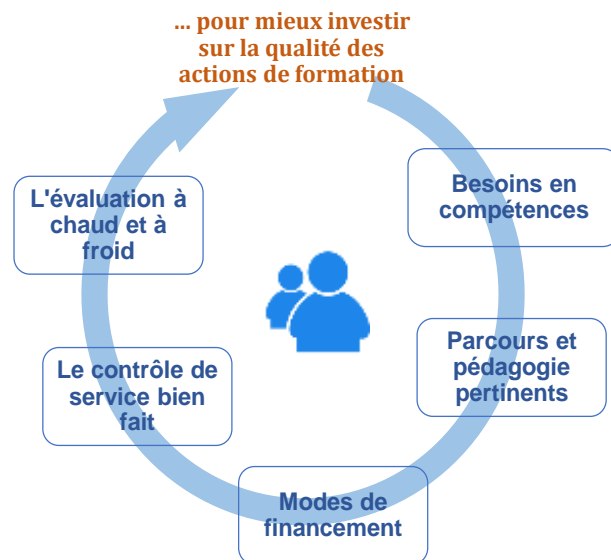 ... pour mieux investir
sur la qualité des
actions de formation
Besoins en
compétences
Parcours et
pédagogie
pertinents
Modes de
financement
Le contrôle de
service bien
fait
L'évaluation à
chaud et à
froid